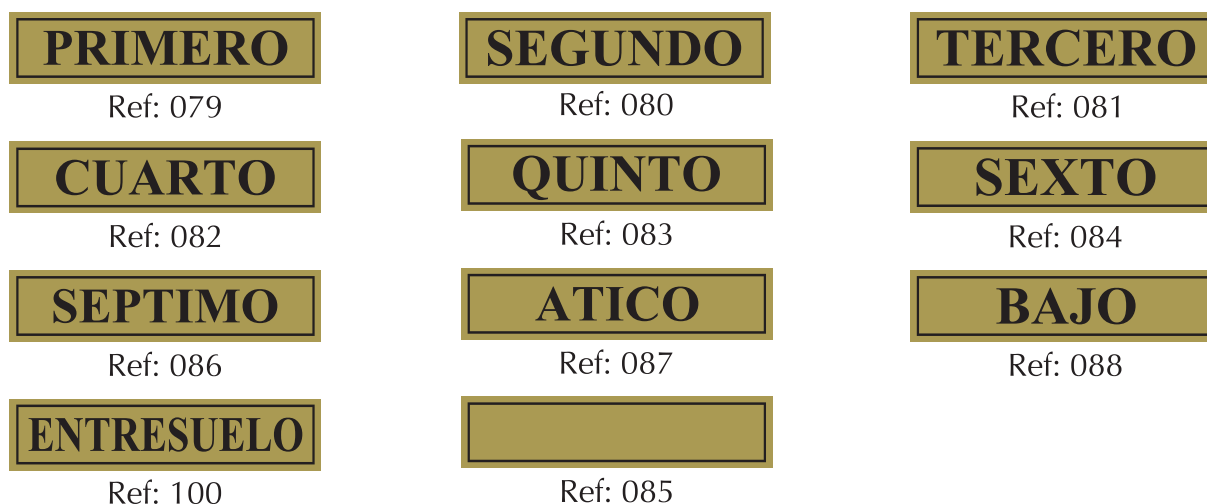 PRIMERO
Ref: 079
SEGUNDO
Ref: 080
TERCERO
Ref: 081
CUARTO
Ref: 082
QUINTO
Ref: 083
SEXTO
Ref: 084
SEPTIMO
Ref: 086
ATICO
Ref: 087
BAJO
Ref: 088
ENTRESUELO
Ref: 100
Ref: 085